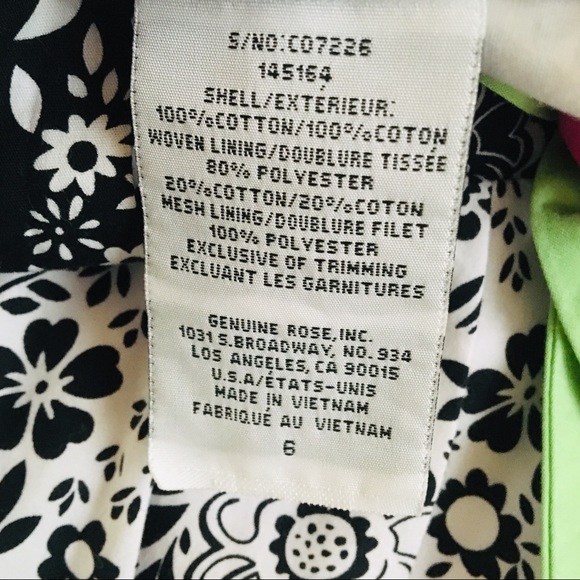 S/NO:C07226
145164
SHELL/EXTERIEUR:
100%COTTON/100%COTON
WOVEN LINING/DOUBLURE TISSÉE
80% POLYESTER
20%COTTON/20%COTON
MESH LINING/DOUBLURE FILET
100% POLYESTER
EXCLUSIVE OF TRIMMING
EXCLUANT LES GARNITURES
GENUINE ROSE,INC.
1031 S.BROADWAY, NO. 934
LOS ANGELES, CA 90015
U.S.A/ÉTATS-UNIS
MADE IN VIETNAM
FABRIQUÉ AU VIETNAM
6